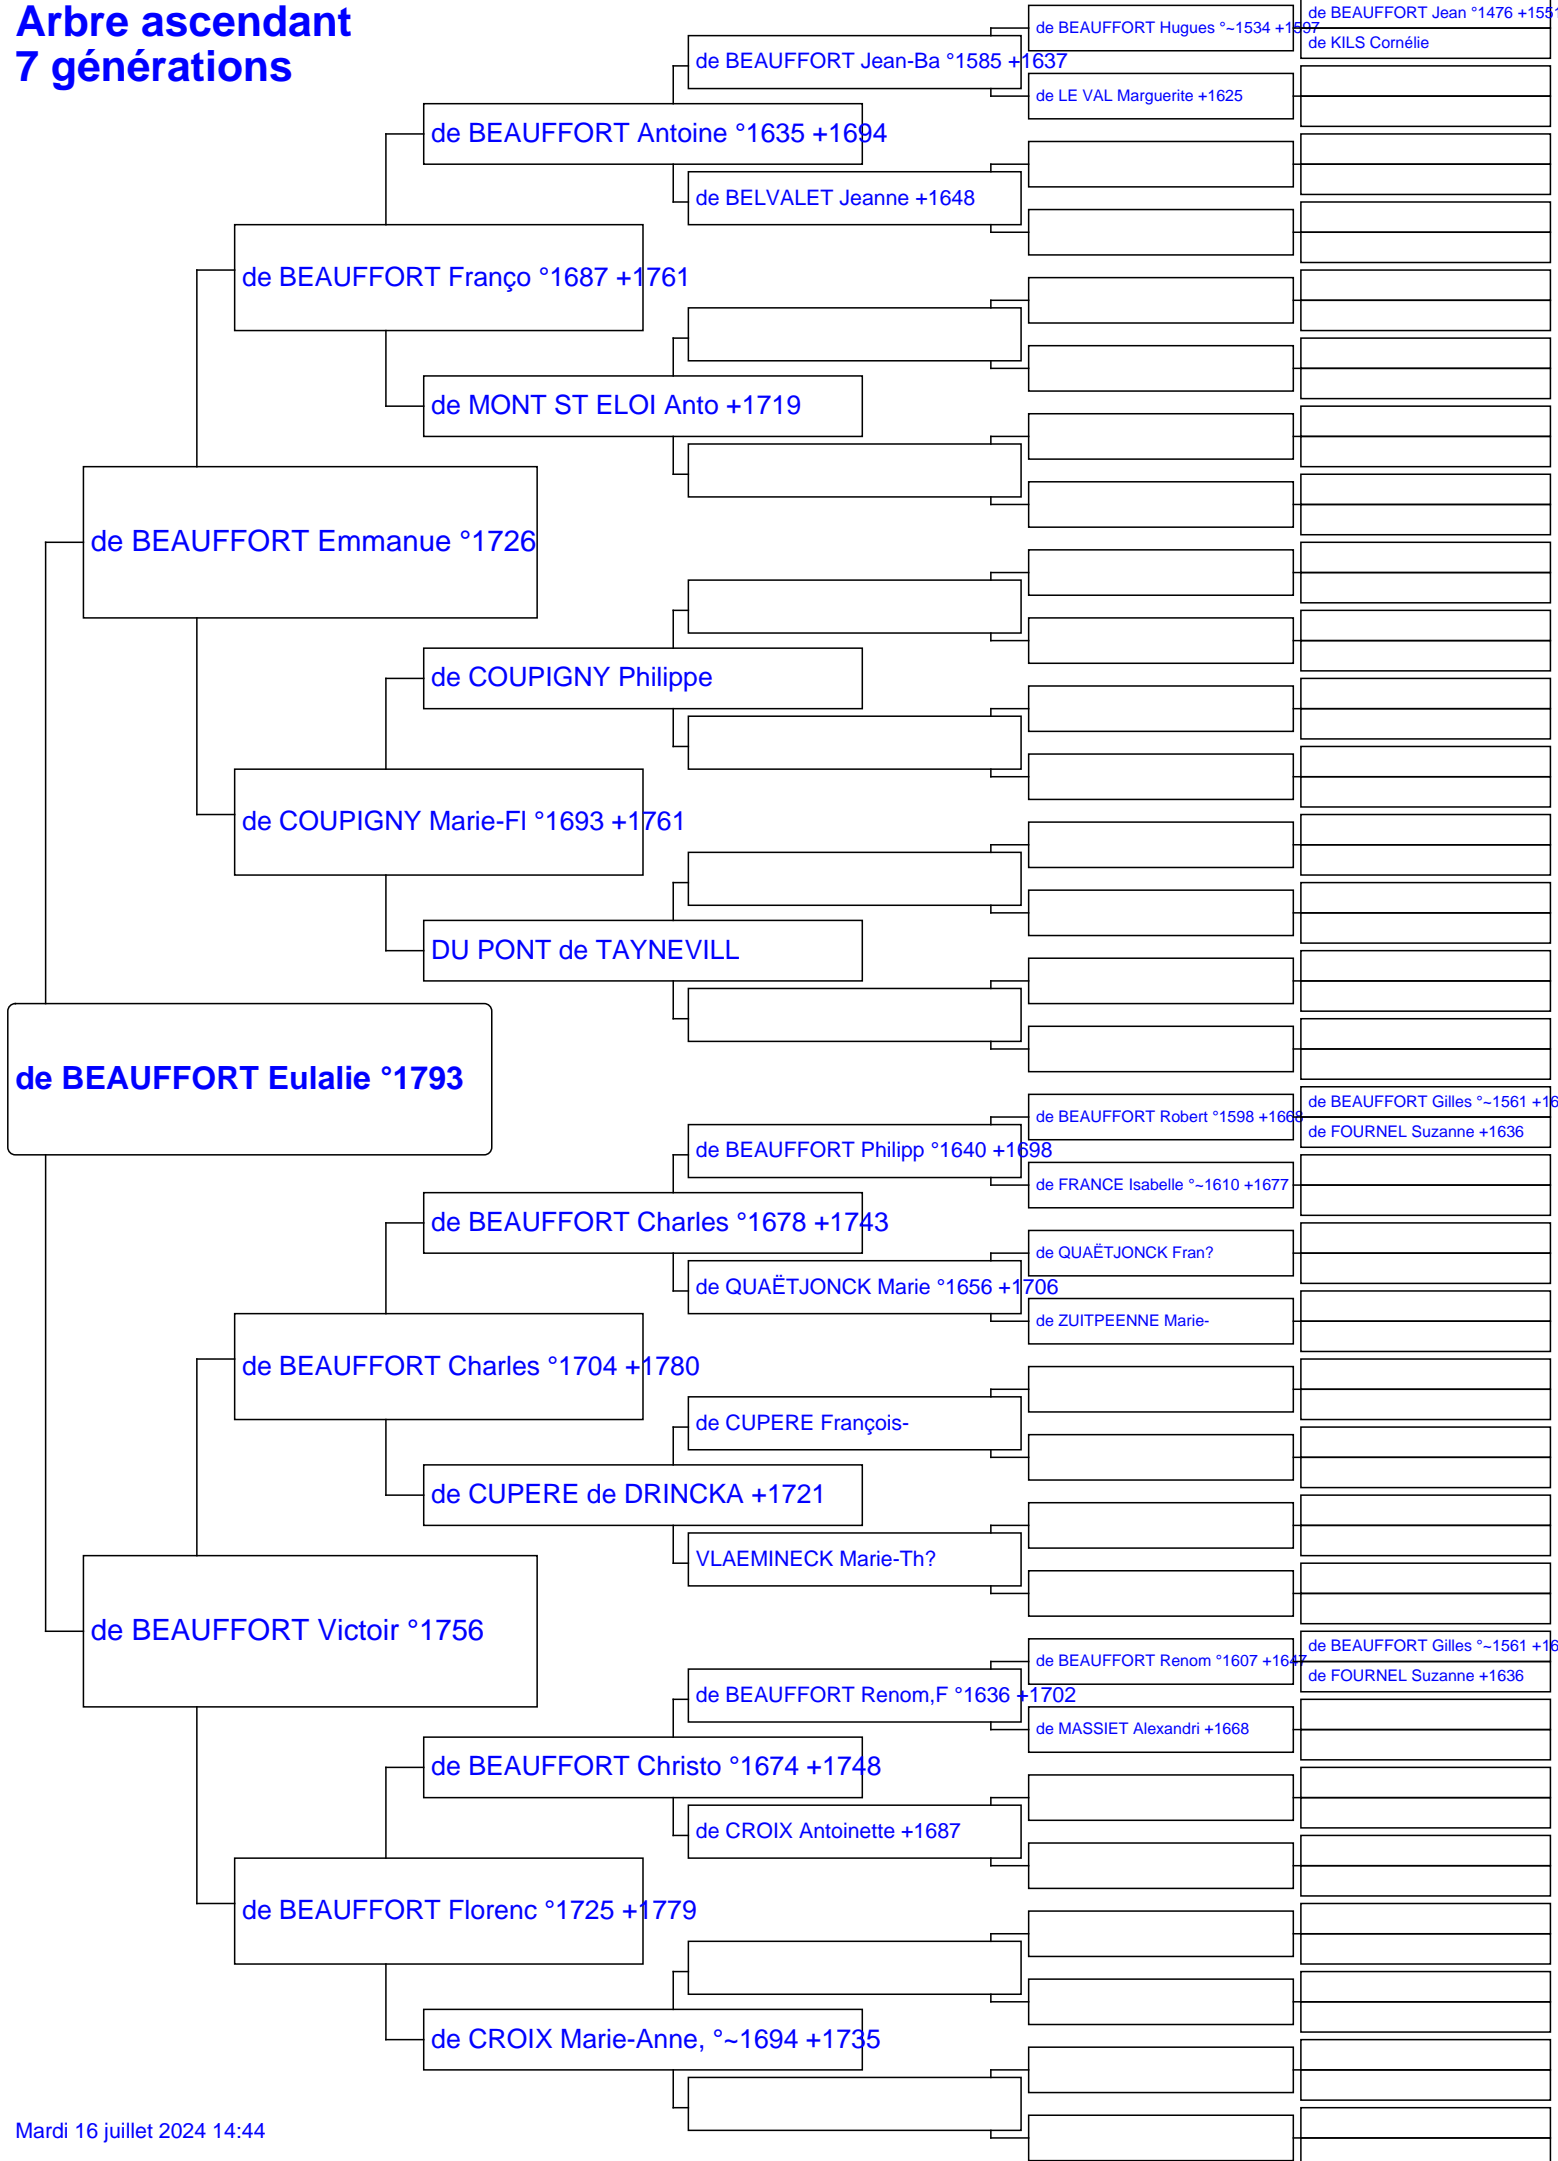 Arbre ascendant
7 générations
de BEAUFFORT Eulalie °1793
de BEAUFFORT Emmanue °1726
de BEAUFFORT Victoir °1756
de BEAUFFORT Franço °1687 +1761
de COUPIGNY Marie-Fl °1693 +1761
de BEAUFFORT Charles °1704 +1780
de BEAUFFORT Florenc °1725 +1779
de BEAUFFORT Antoine °1635 +1694
de MONT ST ELOI Anto +1719
de COUPIGNY Philippe
DU PONT de TAYNEVILL
de BEAUFFORT Charles °1678 +1743
de CUPERE de DRINCKA +1721
de BEAUFFORT Christo °1674 +1748
de CROIX Marie-Anne, °~1694 +1735
de BEAUFFORT Jean-Ba °1585 +1637
de BELVALET Jeanne +1648
de BEAUFFORT Philipp °1640 +1698
de QUAËTJONCK Marie °1656 +1706
de CUPERE François-
VLAEMINECK Marie-Th?
de BEAUFFORT Renom,F °1636 +1702
de CROIX Antoinette +1687
de BEAUFFORT Hugues °~1534 +1597
de LE VAL Marguerite +1625
de BEAUFFORT Robert °1598 +1668
de FRANCE Isabelle °~1610 +1677
de QUAËTJONCK Fran?
de ZUITPEENNE Marie-
de BEAUFFORT Renom °1607 +1647
de MASSIET Alexandri +1668
de BEAUFFORT Jean °1476 +1551
de KILS Cornélie
de BEAUFFORT Gilles °~1561 +16
de FOURNEL Suzanne +1636
de BEAUFFORT Gilles °~1561 +16
de FOURNEL Suzanne +1636
Mardi 16 juillet 2024 14:44